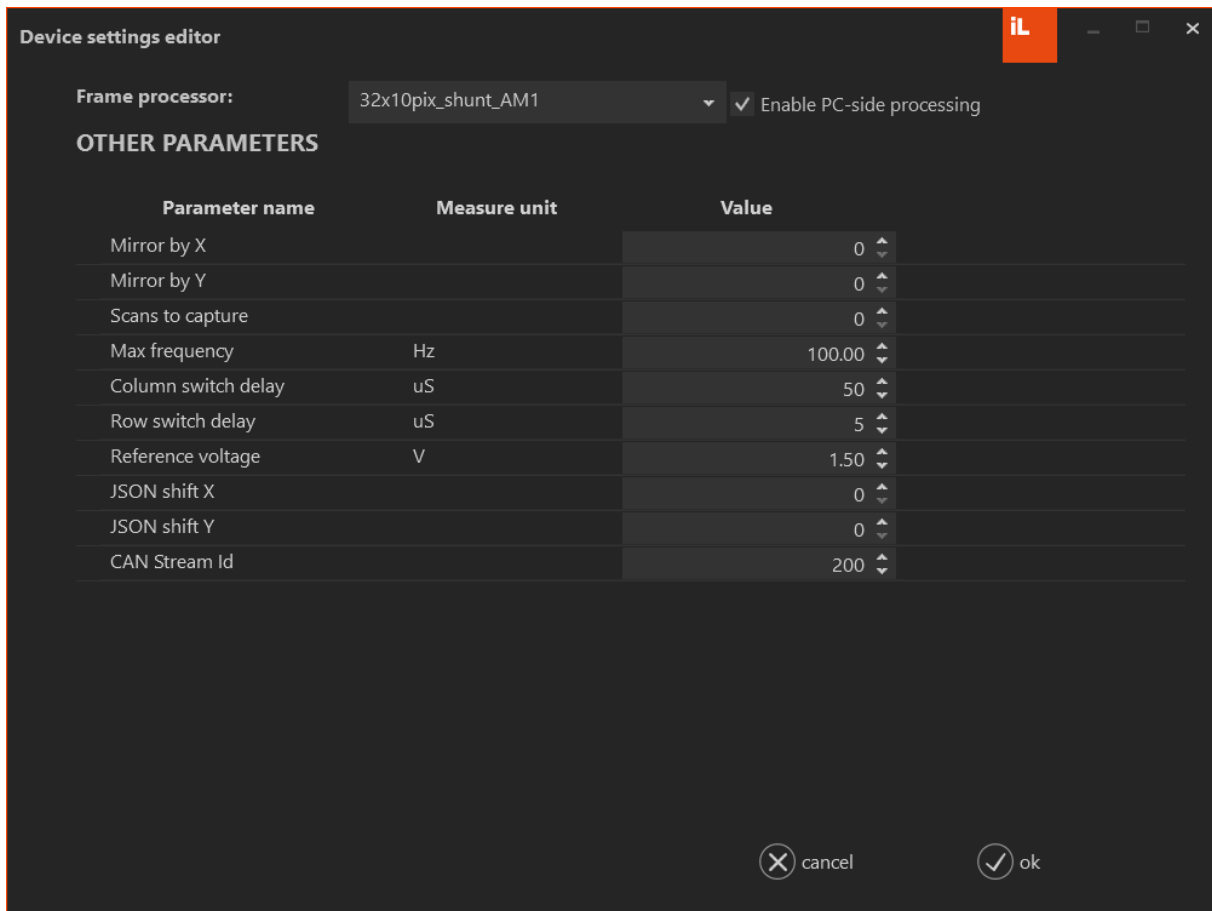 Device settings editor
iL
Frame processor: 32x10pix_shunt_AM1 Enable PC-side processing
OTHER PARAMETERS
Parameter name Measure unit Value
Mirror by X 0
Mirror by Y 0
Scans to capture 0
Max frequency Hz 100.00
Column switch delay uS 50
Row switch delay uS 5
Reference voltage V 1.50
JSON shift X 0
JSON shift Y 0
CAN Stream Id 200
cancel ok